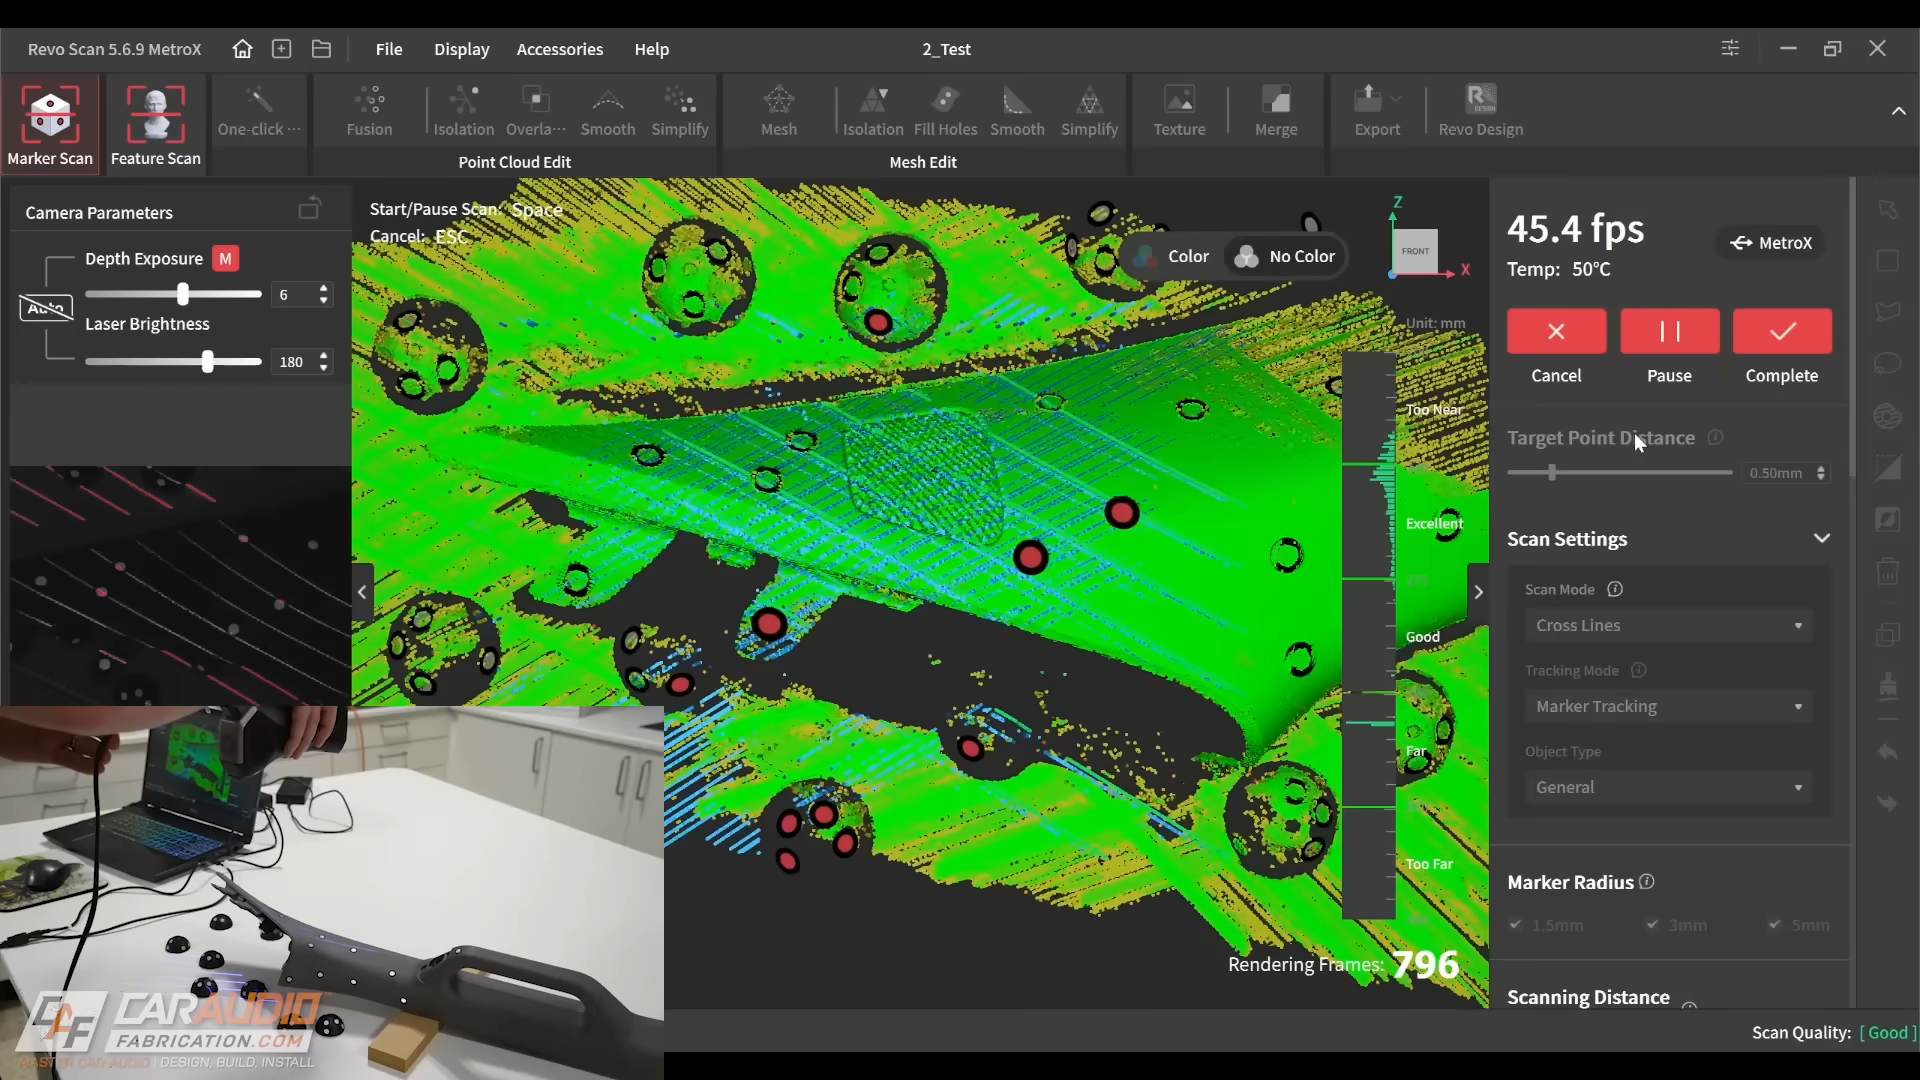 Revo Scan 5.6.9 MetroX
File
Display
Accessories
Help
2_Test
Marker Scan
Feature Scan
One-click ···
Fusion
Isolation
Overla···
Smooth
Simplify
Point Cloud Edit
Mesh
Isolation
Fill Holes
Smooth
Simplify
Mesh Edit
Texture
Merge
Export
Revo Design
Camera Parameters
Depth Exposure M
6
Auto
Laser Brightness
180
Start/Pause Scan: Space
Cancel: ESC
Color
No Color
Z
FRONT
X
Unit: mm
Too Near
Excellent
Good
Far
Too Far
Rendering Frames: 796
45.4 fps
MetroX
Temp: 50℃
Cancel
Pause
Complete
Target Point Distance
0.50mm
Scan Settings
Scan Mode
Cross Lines
Tracking Mode
Marker Tracking
Object Type
General
Marker Radius
1.5mm
3mm
5mm
Scanning Distance
Scan Quality: [ Good ]
CAF
CARAUDIO
FABRICATION.COM
MASTER CAR AUDIO | DESIGN, BUILD, INSTALL